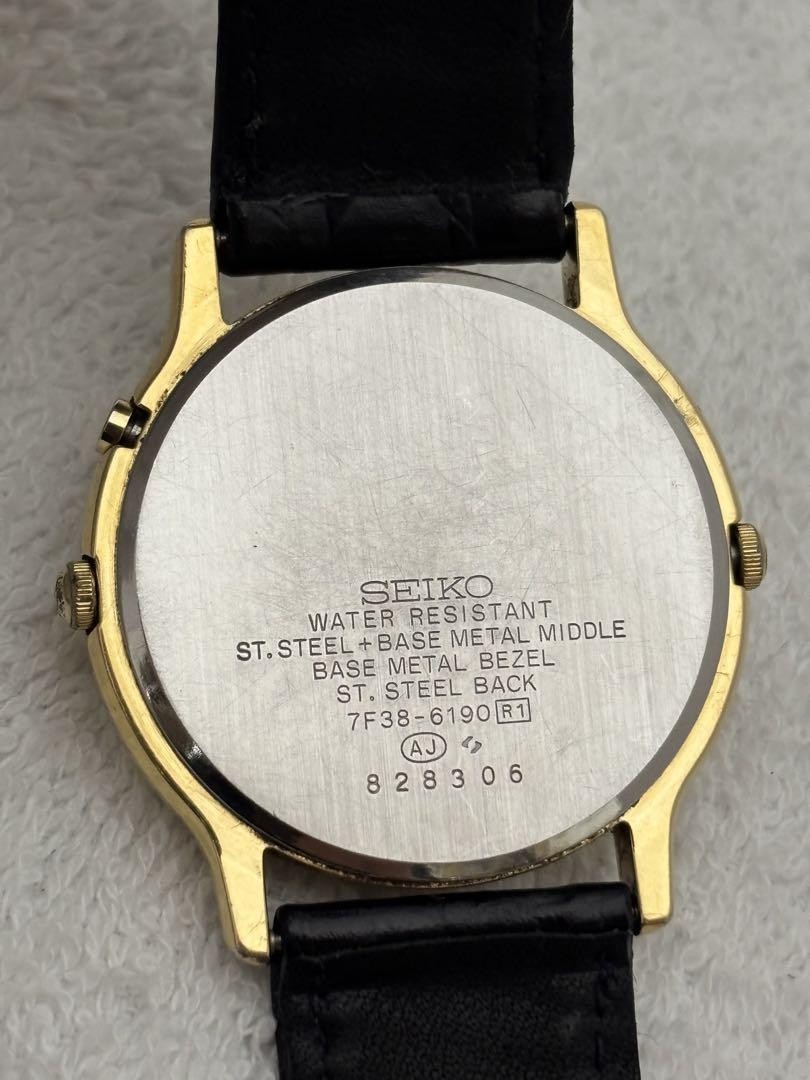 SEIKO
WATER RESISTANT
ST. STEEL + BASE METAL MIDDLE
BASE METAL BEZEL
ST. STEEL BACK
7F38-6190 R1
AJ
828306